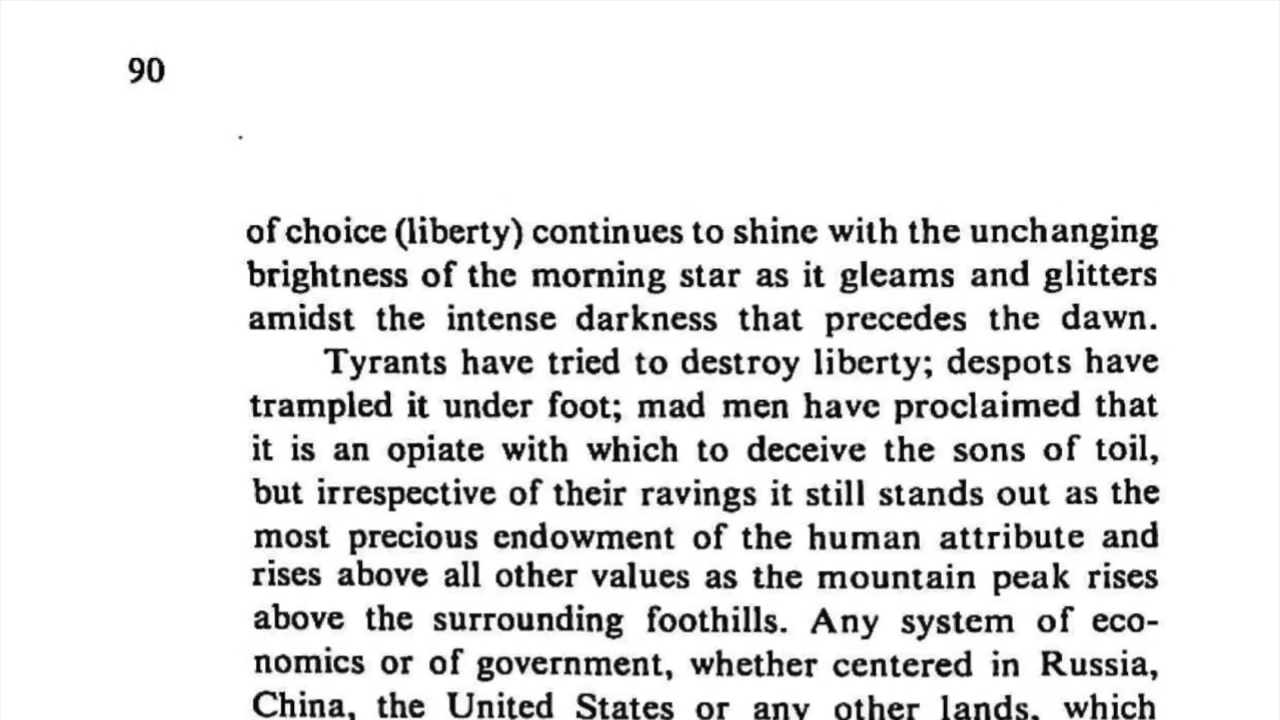 90
of choice (liberty) continues to shine with the unchanging
brightness of the morning star as it gleams and glitters
amidst the intense darkness that precedes the dawn.
Tyrants have tried to destroy liberty; despots have
trampled it under foot; mad men have proclaimed that
it is an opiate with which to deceive the sons of toil,
but irrespective of their ravings it still stands out as the
most precious endowment of the human attribute and
rises above all other values as the mountain peak rises
above the surrounding foothills. Any system of eco-
nomics or of government, whether centered in Russia,
China, the United States or any other lands, which